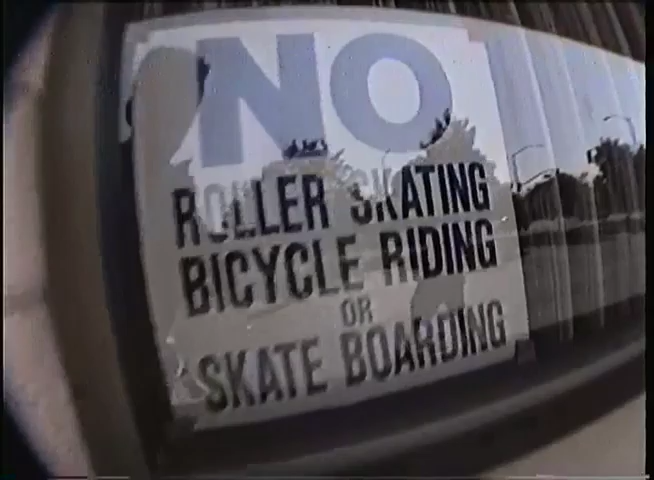 NO
ROLLER SKATING
BICYCLE RIDING
OR
SKATE BOARDING